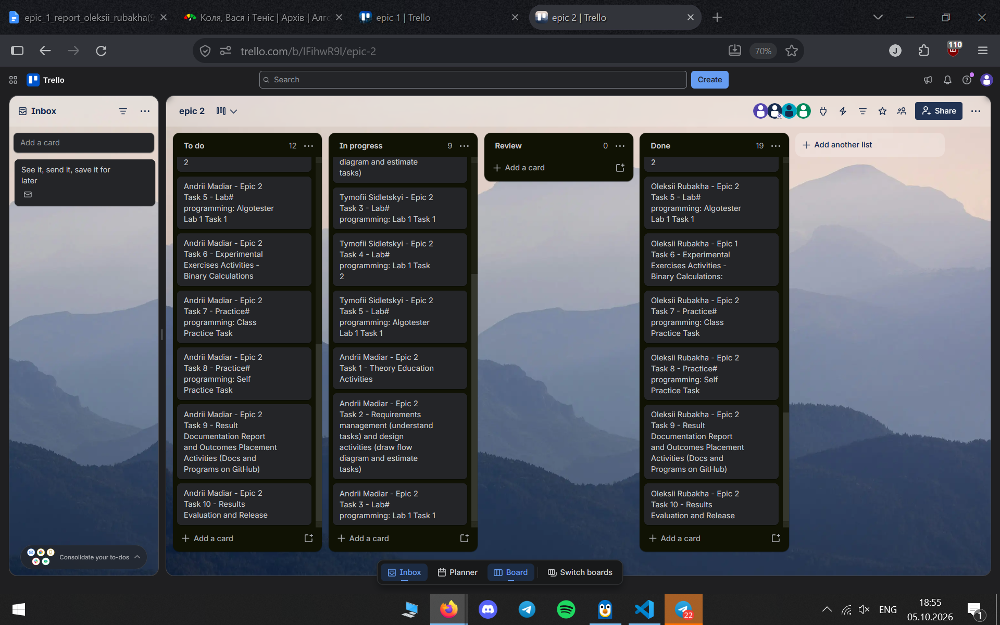 epic_1_report_oleksii_rubakha(9
Коля, Вася і Теніс | Архів | Алго
epic 1 | Trello
epic 2 | Trello
trello.com/b/IFihwR9l/epic-2
70%
J
110
Trello
Search
Create
Inbox
Add a card
See it, send it, save it for
later
Consolidate your to-dos
epic 2
Share
To do
12
2
Andrii Madiar - Epic 2
Task 5 - Lab#
programming: Algotester
Lab 1 Task 1
Andrii Madiar - Epic 2
Task 6 - Experimental
Exercises Activities -
Binary Calculations
Andrii Madiar - Epic 2
Task 7 - Practice#
programming: Class
Practice Task
Andrii Madiar - Epic 2
Task 8 - Practice#
programming: Self
Practice Task
Andrii Madiar - Epic 2
Task 9 - Result
Documentation Report
and Outcomes Placement
Activities (Docs and
Programs on GitHub)
Andrii Madiar - Epic 2
Task 10 - Results
Evaluation and Release
Add a card
In progress
9
diagram and estimate
tasks)
Tymofii Sidletskyi - Epic 2
Task 3 - Lab#
programming: Lab 1 Task 1
Tymofii Sidletskyi - Epic 2
Task 4 - Lab#
programming: Lab 1 Task
2
Tymofii Sidletskyi - Epic 2
Task 5 - Lab#
programming: Algotester
Lab 1 Task 1
Andrii Madiar - Epic 2
Task 1 - Theory Education
Activities
Andrii Madiar - Epic 2
Task 2 - Requirements
management (understand
tasks) and design
activities (draw flow
diagram and estimate
tasks)
Andrii Madiar - Epic 2
Task 3 - Lab#
programming: Lab 1 Task 1
Add a card
Review
0
Add a card
Done
19
2
Oleksii Rubakha - Epic 2
Task 5 - Lab#
programming: Algotester
Lab 1 Task 1
Oleksii Rubakha - Epic 1
Task 6 - Experimental
Exercises Activities -
Binary Calculations:
Oleksii Rubakha - Epic 2
Task 7 - Practice#
programming: Class
Practice Task
Oleksii Rubakha - Epic 2
Task 8 - Practice#
programming: Self
Practice Task
Oleksii Rubakha - Epic 2
Task 9 - Result
Documentation Report
and Outcomes Placement
Activities (Docs and
Programs on GitHub)
Oleksii Rubakha - Epic 2
Task 10 - Results
Evaluation and Release
Add a card
Add another list
Inbox
Planner
Board
Switch boards
22
ENG
18:55
05.10.2026
1